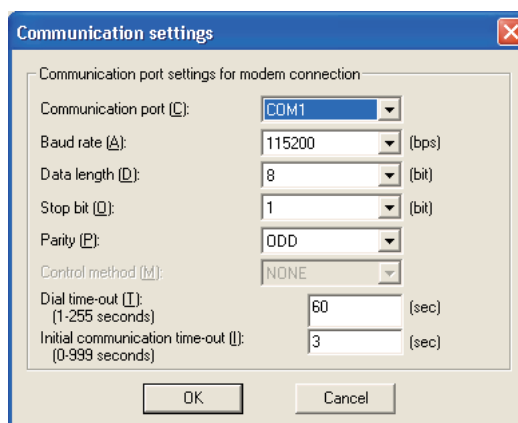 Communication settings
Communication port settings for modem connection
Communication port (C): COM1
Baud rate (A): 115200 (bps)
Data length (D): 8 (bit)
Stop bit (O): 1 (bit)
Parity (P): ODD
Control method (M): NONE
Dial time-out (T): 60 (sec)
(1-255 seconds)
Initial communication time-out (I): 3 (sec)
(0-999 seconds)
OK Cancel